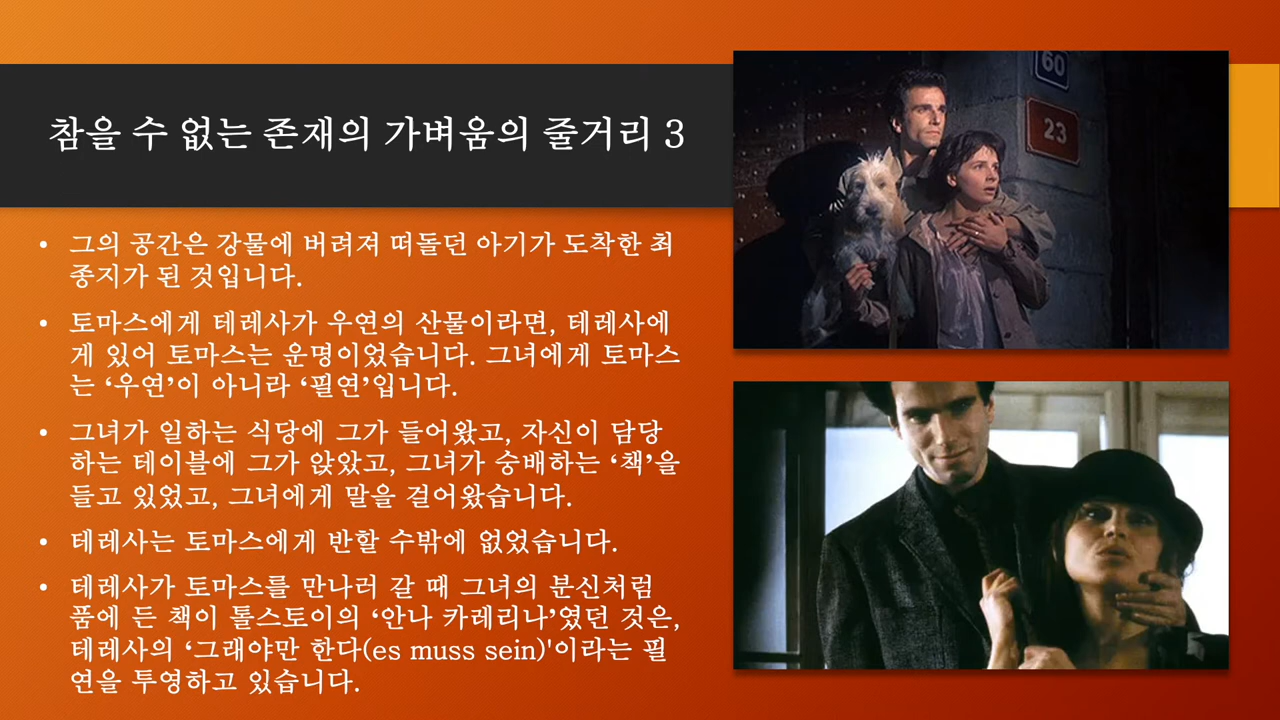 참을 수 없는 존재의 가벼움의 줄거리 3
60
23
• 그의 공간은 강물에 버려져 떠돌던 아기가 도착한 최
종지가 된 것입니다.
• 토마스에게 테레사가 우연의 산물이라면, 테레사에
게 있어 토마스는 운명이었습니다. 그녀에게 토마스
는 ‘우연’이 아니라 ‘필연’입니다.
• 그녀가 일하는 식당에 그가 들어왔고, 자신이 담당
하는 테이블에 그가 앉았고, 그녀가 숭배하는 ‘책’을
들고 있었고, 그녀에게 말을 걸어왔습니다.
• 테레사는 토마스에게 반할 수밖에 없었습니다.
• 테레사가 토마스를 만나러 갈 때 그녀의 분신처럼
품에 든 책이 톨스토이의 ‘안나 카레리나’였던 것은,
테레사의 ‘그래야만 한다(es muss sein)'이라는 필
연을 투영하고 있습니다.